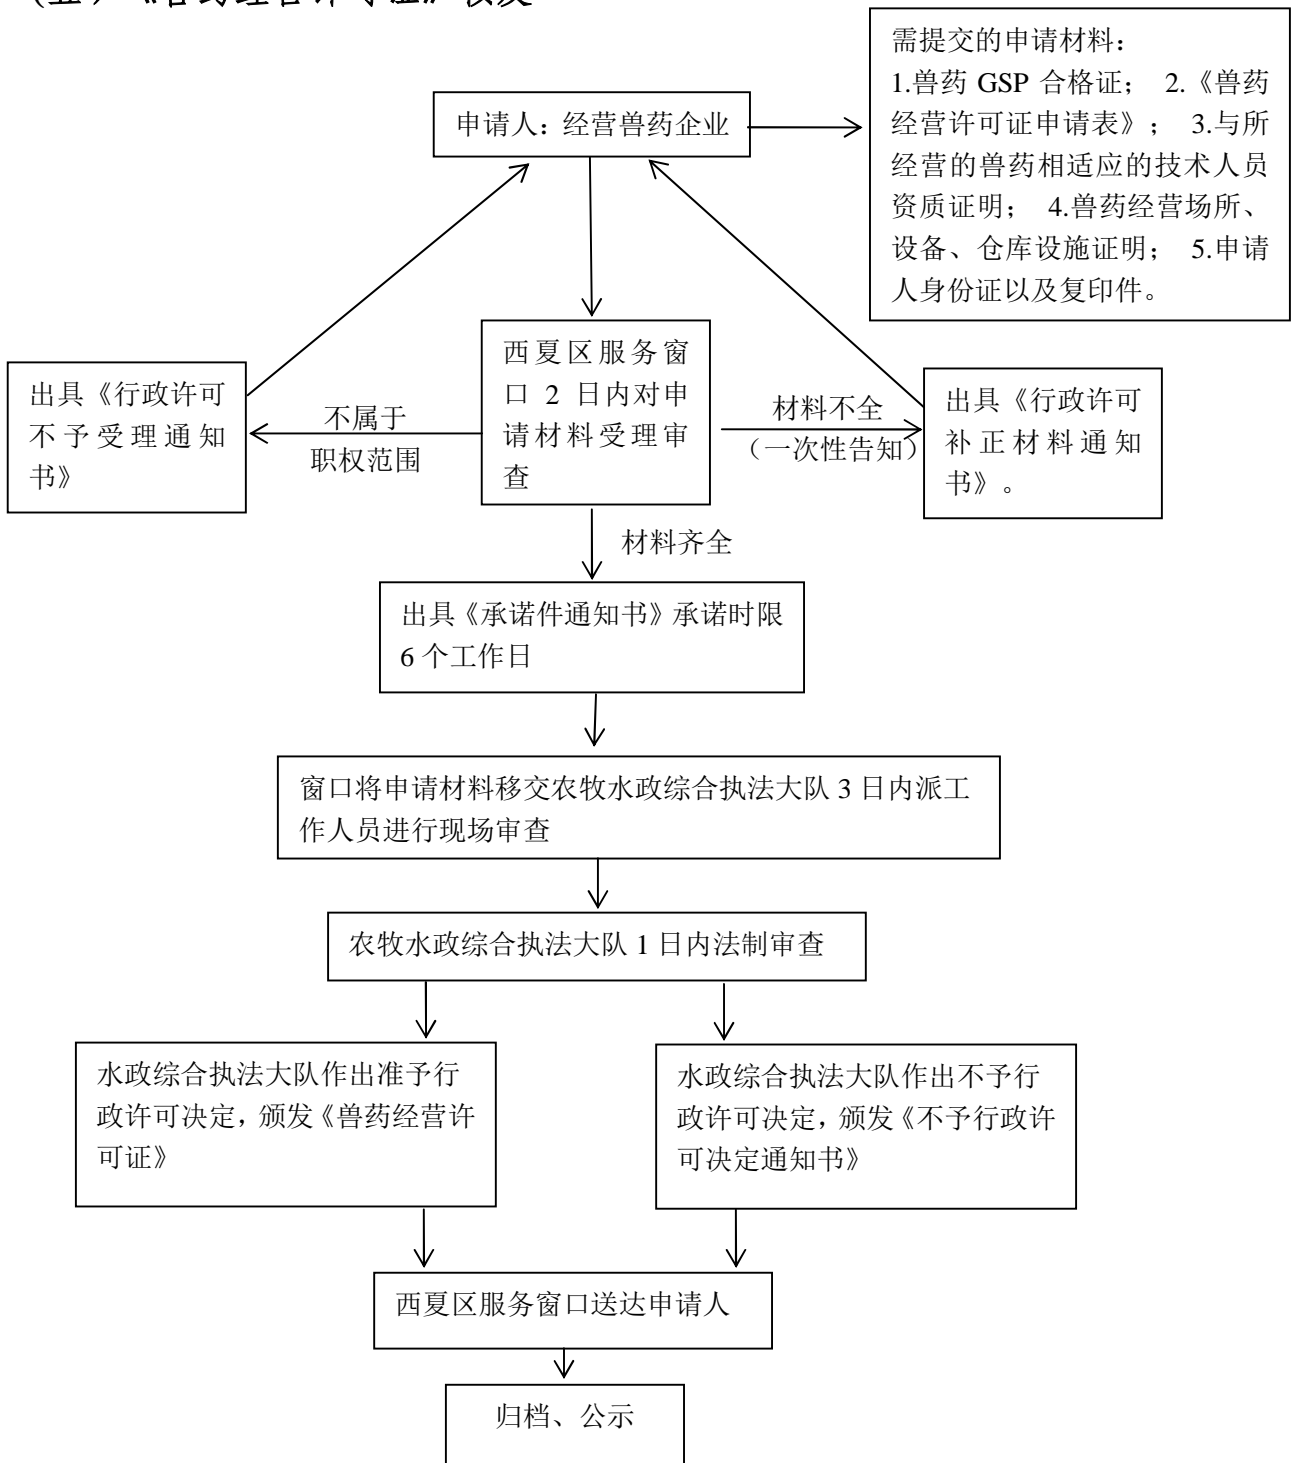 （五）《兽药经营许可证》核发
需提交的申请材料：
1.兽药 GSP 合格证； 2.《兽药
经营许可证申请表》； 3.与所
经营的兽药相适应的技术人员
资质证明； 4.兽药经营场所、
设备、仓库设施证明； 5.申请
人身份证以及复印件。
申请人：经营兽药企业
西夏区服务窗
口 2 日内对申
请材料受理审
查
出具《行政许可
不予受理通知
书》
不属于
职权范围
材料不全
（一次性告知）
出具《行政许可
补正材料通知
书》。
材料齐全
出具《承诺件通知书》承诺时限
6 个工作日
窗口将申请材料移交农牧水政综合执法大队 3 日内派工
作人员进行现场审查
农牧水政综合执法大队 1 日内法制审查
水政综合执法大队作出准予行
政许可决定，颁发《兽药经营许
可证》
水政综合执法大队作出不予行
政许可决定，颁发《不予行政许
可决定通知书》
西夏区服务窗口送达申请人
归档、公示